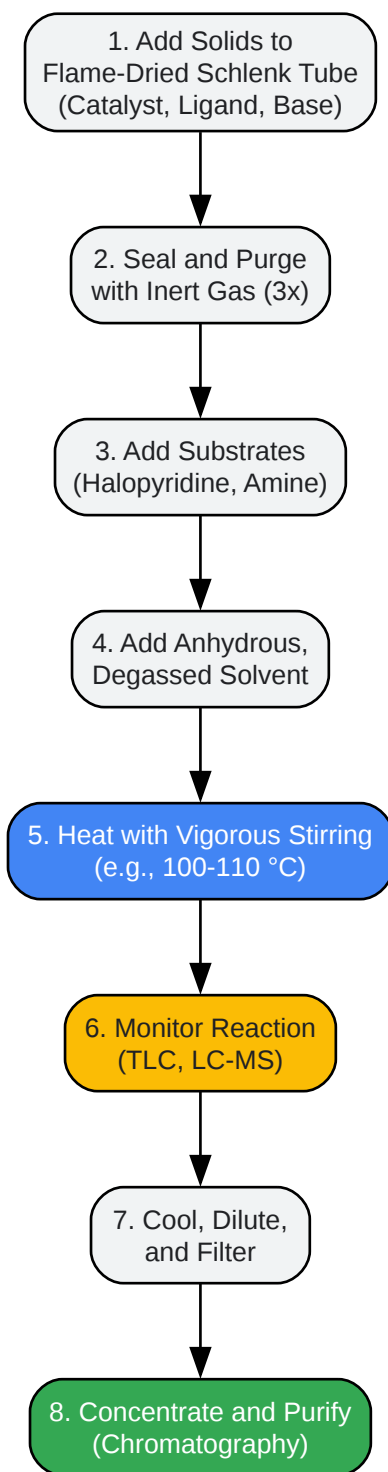 1. Add Solids to
Flame-Dried Schlenk Tube
(Catalyst, Ligand, Base)
2. Seal and Purge
with Inert Gas (3x)
3. Add Substrates
(Halopyridine, Amine)
4. Add Anhydrous,
Degassed Solvent
5. Heat with Vigorous Stirring
(e.g., 100-110 °C)
6. Monitor Reaction
(TLC, LC-MS)
7. Cool, Dilute,
and Filter
8. Concentrate and Purify
(Chromatography)